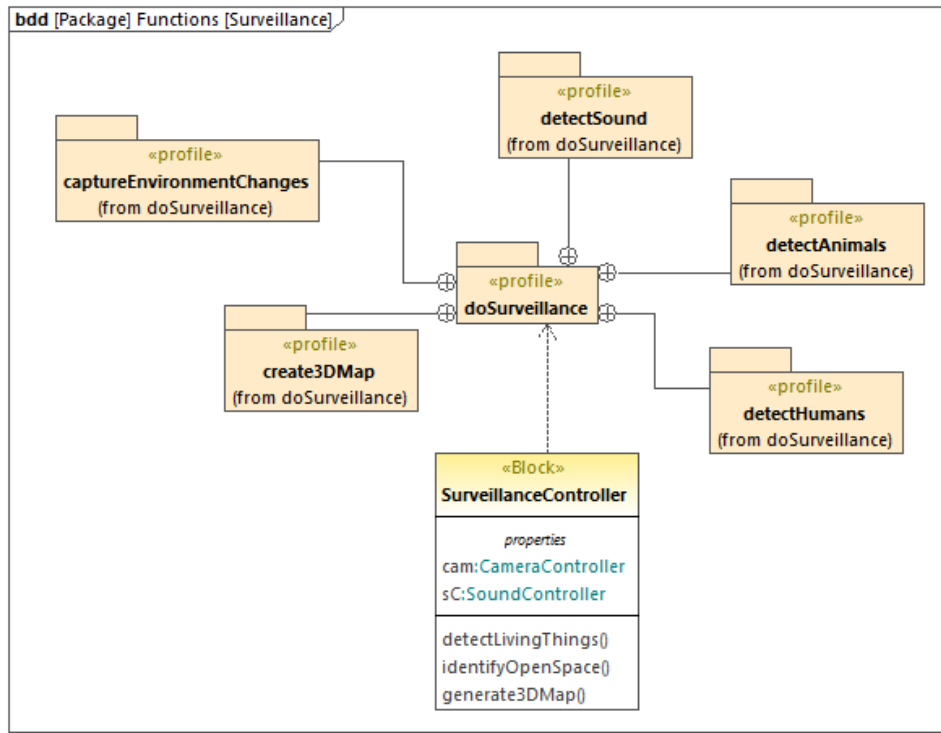 bdd [Package] Functions [Surveillance]
«profile»
detectSound
(from doSurveillance)
«profile»
captureEnvironmentChanges
(from doSurveillance)
«profile»
detectAnimals
(from doSurveillance)
«profile»
doSurveillance
«profile»
create3DMap
(from doSurveillance)
«profile»
detectHumans
(from doSurveillance)
«Block»
SurveillanceController
properties
cam:CameraController
sC:SoundController
detectLivingThings()
identifyOpenSpace()
generate3DMap()